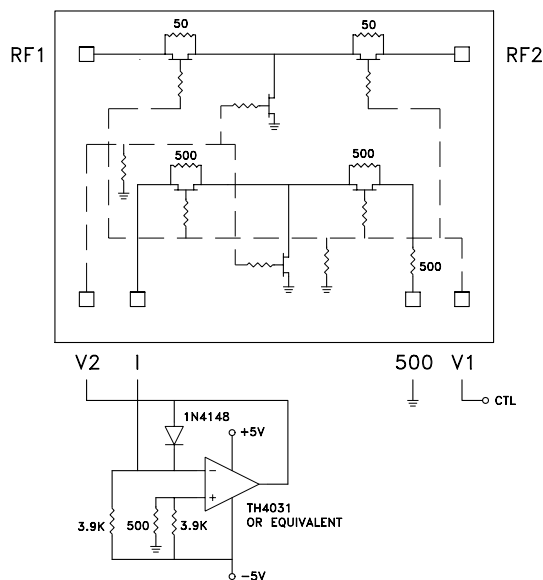 50 50
RF1 RF2
500 500
500
V2 I 500 V1
CTL
1N4148
+5V
−
+
TH4031
OR EQUIVALENT
3.9K 500 3.9K
−5V